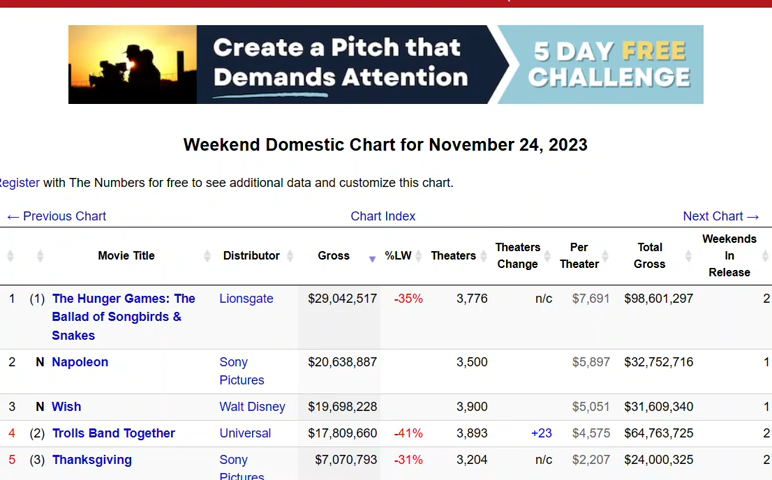 Create a Pitch that
Demands Attention
5 DAY FREE
CHALLENGE
Weekend Domestic Chart for November 24, 2023
Register with The Numbers for free to see additional data and customize this chart.
← Previous Chart Chart Index Next Chart →
Movie Title Distributor Gross %LW Theaters Theaters Change Per Theater Total Gross Weekends In Release
1 (1) The Hunger Games: The Lionsgate $29,042,517 -35% 3,776 n/c $7,691 $98,601,297 2
Ballad of Songbirds &
Snakes
2 N Napoleon Sony $20,638,887 3,500 $5,897 $32,752,716 1
Pictures
3 N Wish Walt Disney $19,698,228 3,900 $5,051 $31,609,340 1
4 (2) Trolls Band Together Universal $17,809,660 -41% 3,893 +23 $4,575 $64,763,725 2
5 (3) Thanksgiving Sony $7,070,793 -31% 3,204 n/c $2,207 $24,000,325 2
Pictures